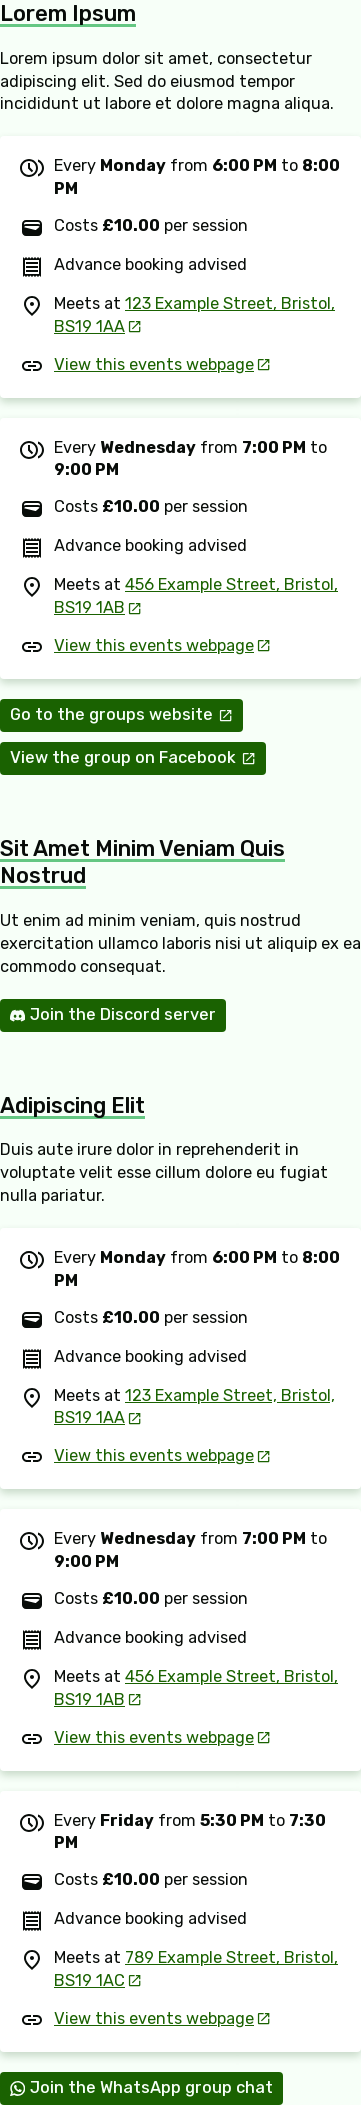 Lorem Ipsum
Lorem ipsum dolor sit amet, consectetur
adipiscing elit. Sed do eiusmod tempor
incididunt ut labore et dolore magna aliqua.
Every Monday from 6:00 PM to 8:00
PM
Costs £10.00 per session
Advance booking advised
Meets at 123 Example Street, Bristol,
BS19 1AA
View this events webpage
Every Wednesday from 7:00 PM to
9:00 PM
Costs £10.00 per session
Advance booking advised
Meets at 456 Example Street, Bristol,
BS19 1AB
View this events webpage
Go to the groups website
View the group on Facebook
Sit Amet Minim Veniam Quis
Nostrud
Ut enim ad minim veniam, quis nostrud
exercitation ullamco laboris nisi ut aliquip ex ea
commodo consequat.
Join the Discord server
Adipiscing Elit
Duis aute irure dolor in reprehenderit in
voluptate velit esse cillum dolore eu fugiat
nulla pariatur.
Every Monday from 6:00 PM to 8:00
PM
Costs £10.00 per session
Advance booking advised
Meets at 123 Example Street, Bristol,
BS19 1AA
View this events webpage
Every Wednesday from 7:00 PM to
9:00 PM
Costs £10.00 per session
Advance booking advised
Meets at 456 Example Street, Bristol,
BS19 1AB
View this events webpage
Every Friday from 5:30 PM to 7:30
PM
Costs £10.00 per session
Advance booking advised
Meets at 789 Example Street, Bristol,
BS19 1AC
View this events webpage
Join the WhatsApp group chat